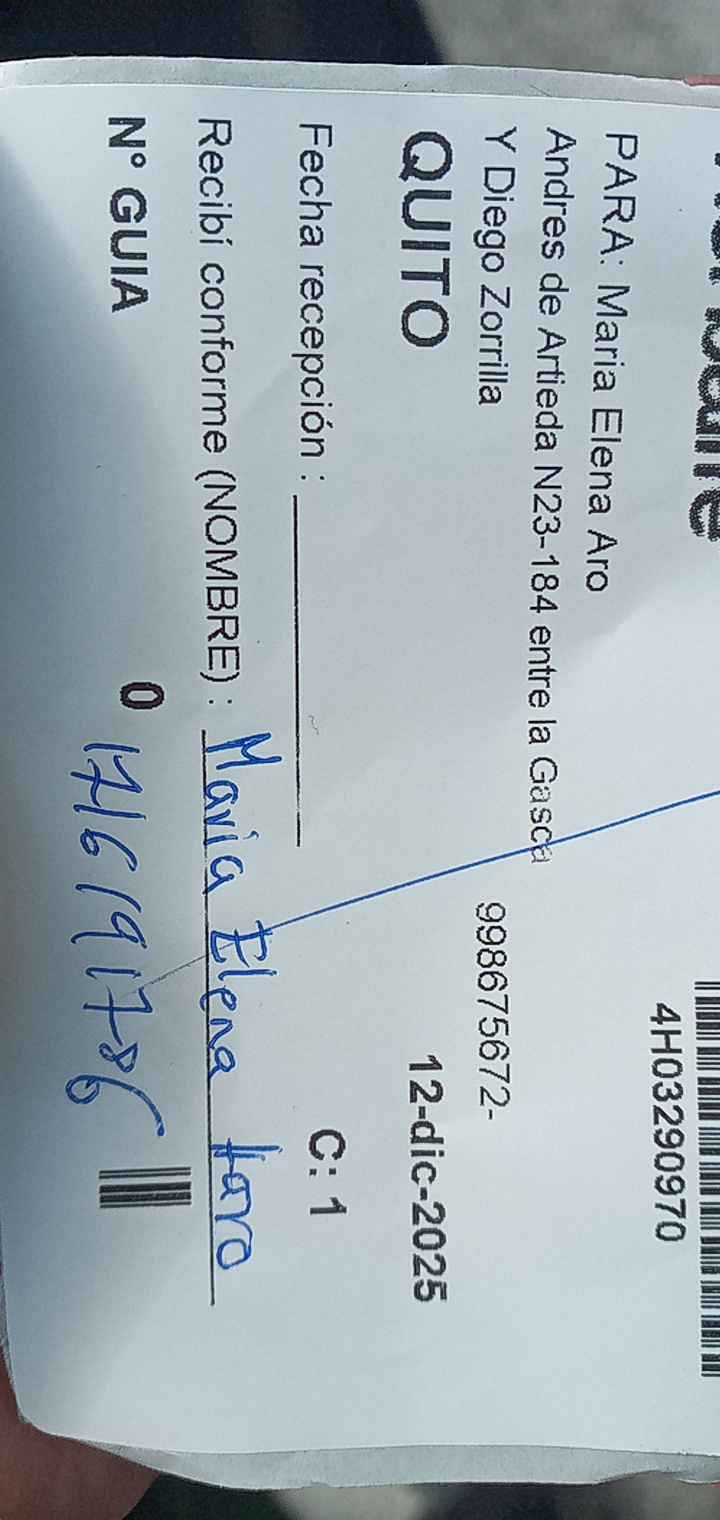 4H03290970
PARA: Maria Elena Aro
Andres de Artieda N23-184 entre la Gasca
Y Diego Zorrilla 998675672-
QUITO 12-dic-2025
Fecha recepción : C: 1
Recibí conforme (NOMBRE) : Maria Elena Haro
N° GUIA 0
1716191786